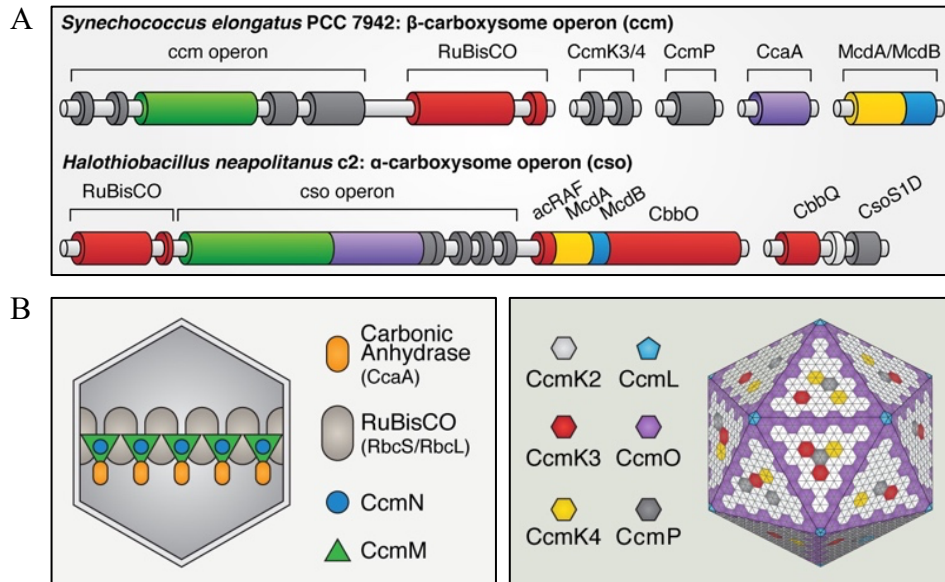 A
Synechococcus elongatus PCC 7942: β-carboxysome operon (ccm)
ccm operon
RuBisCO
CcmK3/4
CcmP
CcaA
McdA/McdB
Halothiobacillus neapolitanus c2: α-carboxysome operon (cso)
RuBisCO
cso operon
acRAF
McdA
McdB
CbbO
CbbQ
CsoS1D
B
Carbonic
Anhydrase
(CcaA)
RuBisCO
(RbcS/RbcL)
CcmN
CcmM
CcmK2
CcmL
CcmK3
CcmO
CcmK4
CcmP